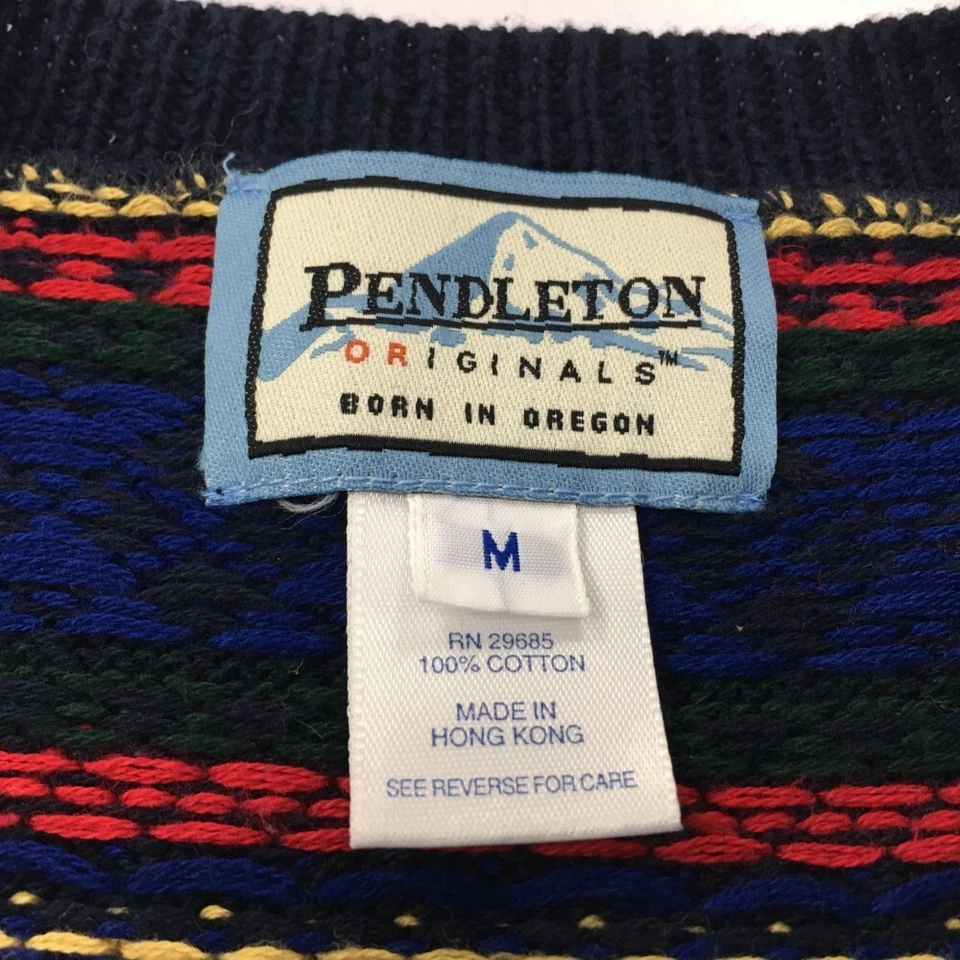 PENDLETON
ORIGINALS™
BORN IN OREGON
M
RN 29685
100% COTTON
MADE IN
HONG KONG
SEE REVERSE FOR CARE